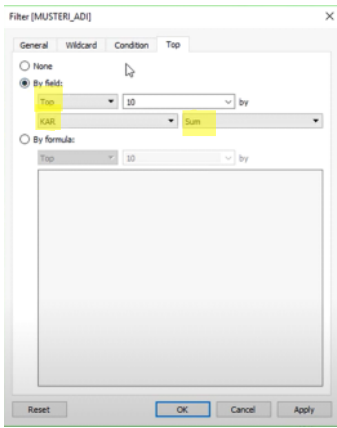 Filter [MUSTERI_ADI]
General Wildcard Condition Top
None
By field:
Top 10 by
KAR Sum
By formula:
Top 10 by
Reset OK Cancel Apply